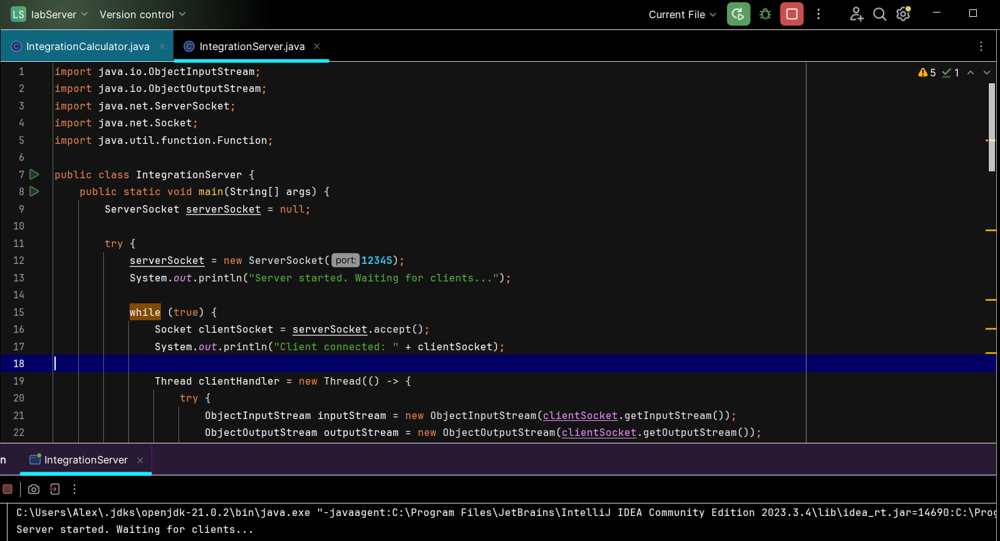 LS labServer Version control Current File
IntegrationCalculator.java IntegrationServer.java
5 1
1 import java.io.ObjectInputStream;
2 import java.io.ObjectOutputStream;
3 import java.net.ServerSocket;
4 import java.net.Socket;
5 import java.util.function.Function;
6
7 public class IntegrationServer {
8 public static void main(String[] args) {
9 ServerSocket serverSocket = null;
10
11 try {
12 serverSocket = new ServerSocket( port: 12345);
13 System.out.println("Server started. Waiting for clients...");
14
15 while (true) {
16 Socket clientSocket = serverSocket.accept();
17 System.out.println("Client connected: " + clientSocket);
18
19 Thread clientHandler = new Thread(() -> {
20 try {
21 ObjectInputStream inputStream = new ObjectInputStream(clientSocket.getInputStream());
22 ObjectOutputStream outputStream = new ObjectOutputStream(clientSocket.getOutputStream());
n IntegrationServer
C:\Users\Alex\.jdks\openjdk-21.0.2\bin\java.exe "-javaagent:C:\Program Files\JetBrains\IntelliJ IDEA Community Edition 2023.3.4\lib\idea_rt.jar=14690:C:\Prog
Server started. Waiting for clients...